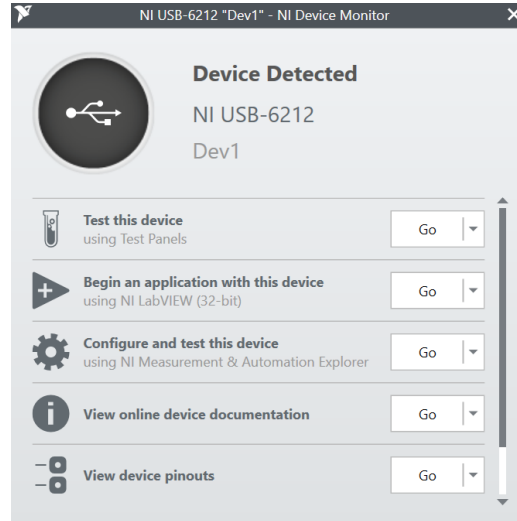 NI USB-6212 "Dev1" - NI Device Monitor
Device Detected
NI USB-6212
Dev1
Test this device
using Test Panels
Go
Begin an application with this device
using NI LabVIEW (32-bit)
Go
Configure and test this device
using NI Measurement & Automation Explorer
Go
View online device documentation
Go
View device pinouts
Go